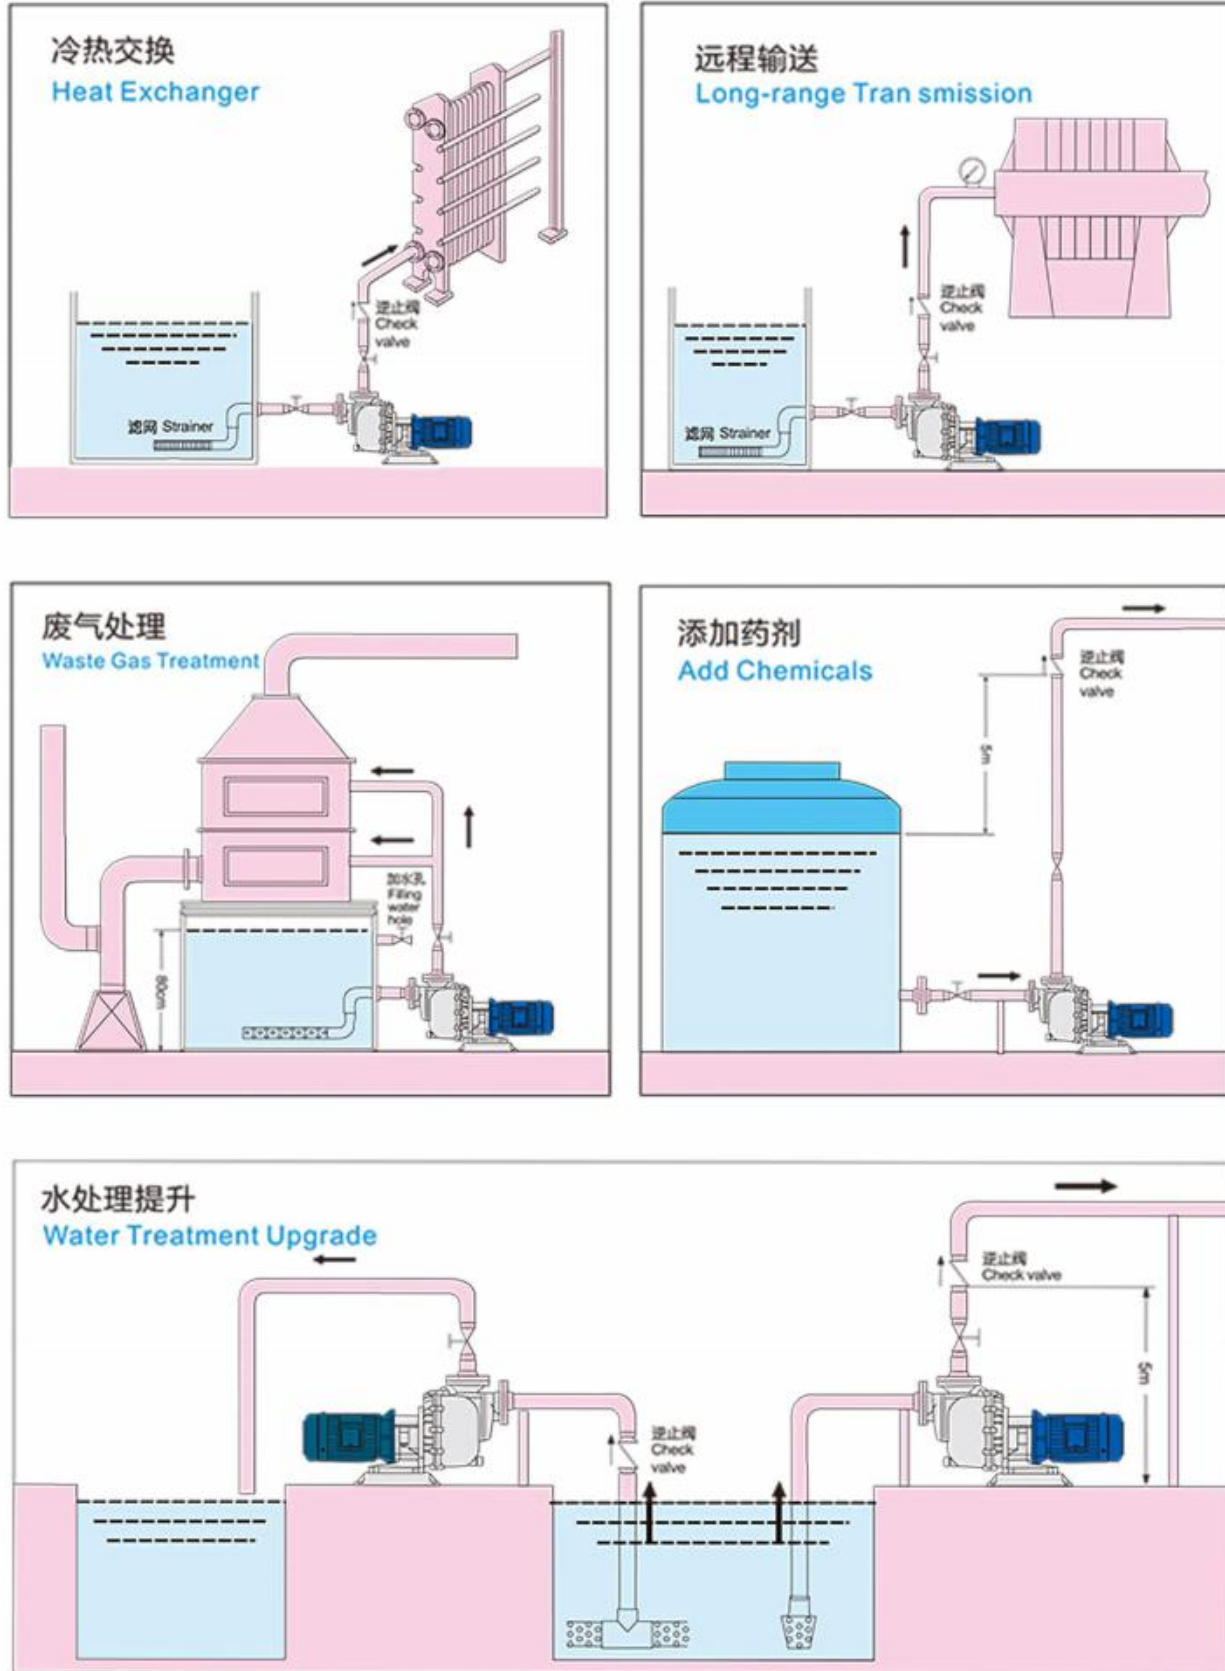 冷热交换
Heat Exchanger
逆止阀
Check
valve
滤网 Strainer
远程输送
Long-range Tran smission
逆止阀
Check
valve
滤网 Strainer
废气处理
Waste Gas Treatment
加水孔
Filling
water
hole
80cm
添加药剂
Add Chemicals
逆止阀
Check
valve
5m
水处理提升
Water Treatment Upgrade
逆止阀
Check valve
5m
逆止阀
Check
valve